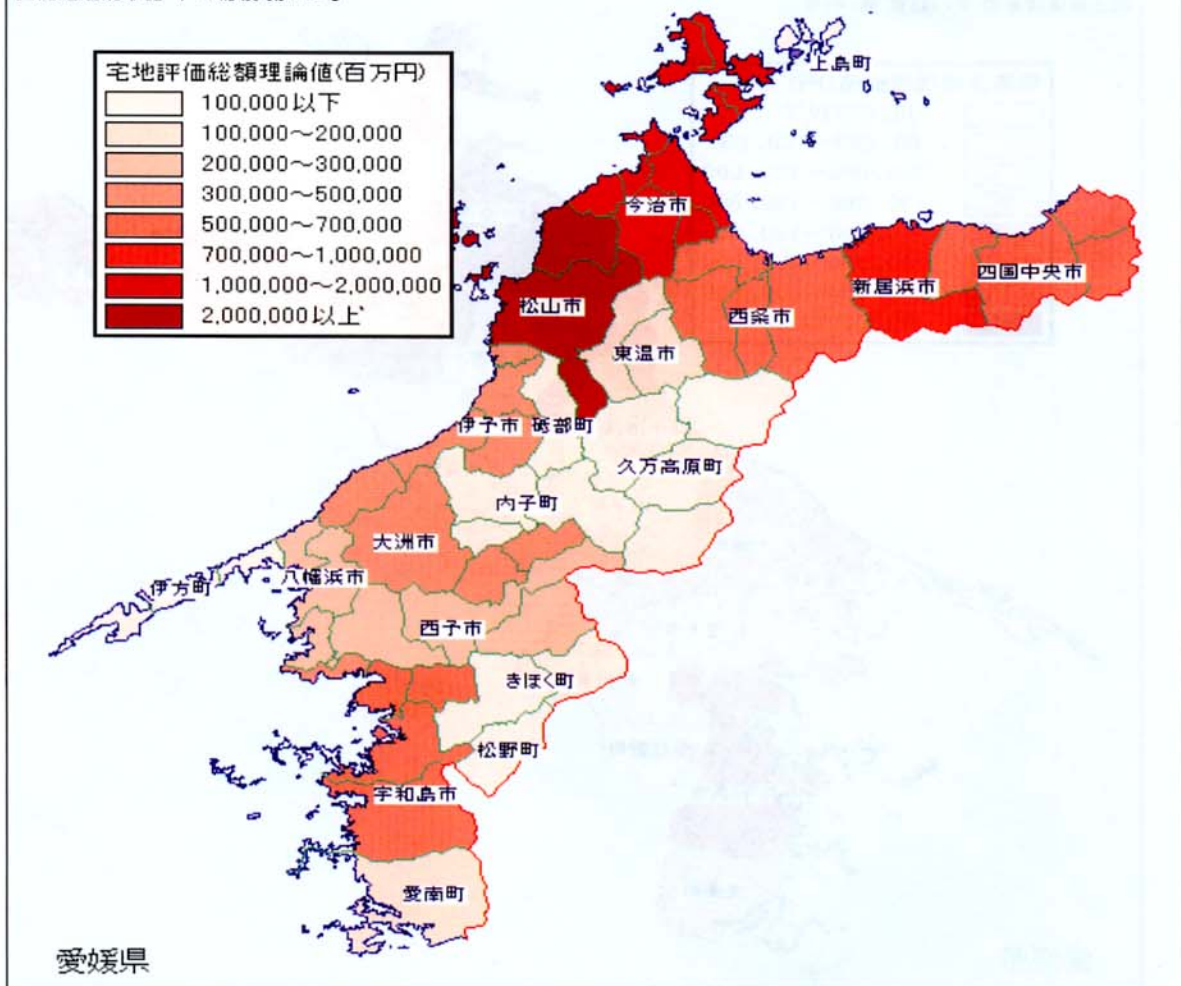 上島町
宅地評価総額理論値(百万円)
100,000以下
100,000～200,000
200,000～300,000
300,000～500,000
500,000～700,000
700,000～1,000,000
1,000,000～2,000,000
2,000,000以上
今治市
四国中央市
新居浜市
松山市
西条市
東温市
伊予市
砥部町
久万高原町
内子町
大洲市
八幡浜市
伊方町
西予市
きほく町
松野町
宇和島市
愛南町
愛媛県